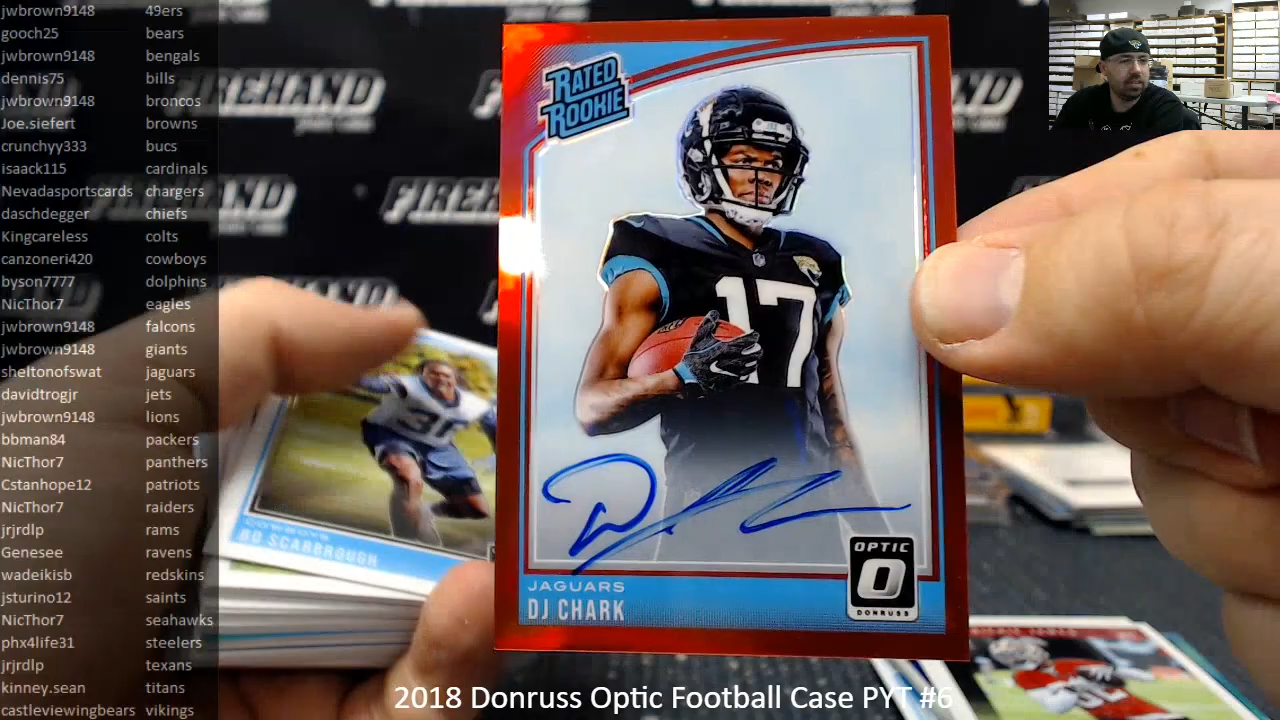 jwbrown9148 49ers
gooch25 bears
jwbrown9148 bengals
dennis75 bills
jwbrown9148 broncos
Joe.siefert browns
crunchyy333 bucs
isaack115 cardinals
Nevadasportscards chargers
daschdegger chiefs
Kingcareless colts
canzoneri420 cowboys
byson7777 dolphins
NicThor7 eagles
jwbrown9148 falcons
jwbrown9148 giants
sheltonofswat jaguars
davidtrogjr jets
jwbrown9148 lions
bbman84 packers
NicThor7 panthers
Cstanhope12 patriots
NicThor7 raiders
jrjrdlp rams
Genesee ravens
wadeikisb redskins
jsturino12 saints
NicThor7 seahawks
phx4life31 steelers
jrjrdlp texans
kinney.sean titans
castleviewingbears vikings
FIREHAND
FIREHAND
RATED
ROOKIE
17
OPTIC
O
DONRUSS
JAGUARS
DJ CHARK
30
COWBOYS
BO SCARBROUGH
2018 Donruss Optic Football Case PYT #6